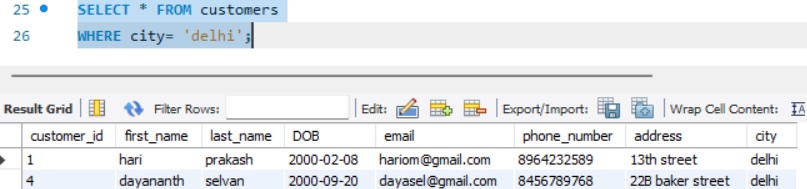 25 SELECT * FROM customers
26 WHERE city= 'delhi';
Result Grid Filter Rows: Edit: Export/Import: Wrap Cell Content:
customer_id first_name last_name DOB email phone_number address city
1 hari prakash 2000-02-08 hariom@gmail.com 8964232589 13th street delhi
4 dayananth selvan 2000-09-20 dayasel@gmail.com 8456789768 22B baker street delhi